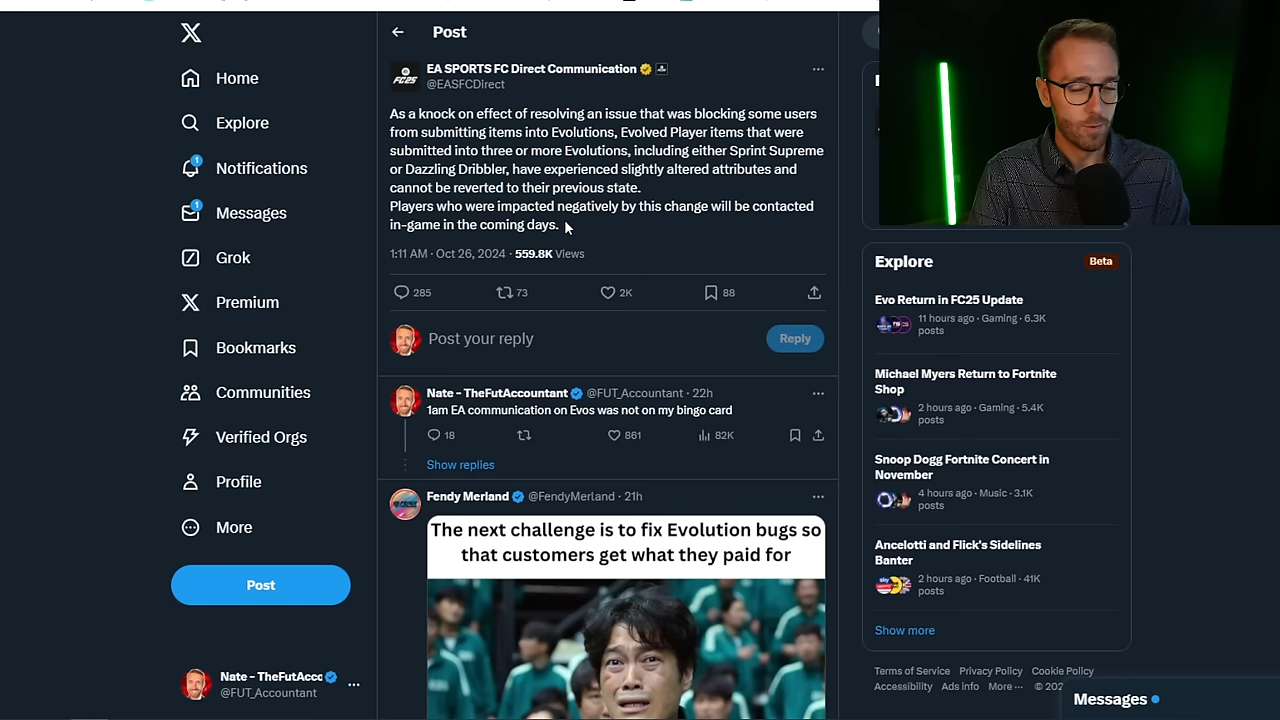 Post
EA SPORTS FC Direct Communication
@EASFCDirect
As a knock on effect of resolving an issue that was blocking some users
from submitting items into Evolutions, Evolved Player items that were
submitted into three or more Evolutions, including either Sprint Supreme
or Dazzling Dribbler, have experienced slightly altered attributes and
cannot be reverted to their previous state.
Players who were impacted negatively by this change will be contacted
in-game in the coming days.
1:11 AM · Oct 26, 2024 · 559.8K Views
285 73 2K 88
Post your reply
Reply
Nate - TheFutAccountant @FUT_Accountant · 22h
1am EA communication on Evos was not on my bingo card
18 861 82K
Show replies
Fendy Merland @FendyMerland · 21h
The next challenge is to fix Evolution bugs so
that customers get what they paid for
Home
Explore
1
Notifications
1
Messages
Grok
Premium
Bookmarks
Communities
Verified Orgs
Profile
More
Post
Nate - TheFutAcc
@FUT_Accountant
Explore
Beta
Evo Return in FC25 Update
11 hours ago · Gaming · 6.3K
posts
Michael Myers Return to Fortnite
Shop
2 hours ago · Gaming · 5.4K
posts
Snoop Dogg Fortnite Concert in
November
4 hours ago · Music · 3.1K
posts
Ancelotti and Flick's Sidelines
Banter
2 hours ago · Football · 41K
posts
Show more
Terms of Service Privacy Policy Cookie Policy
Accessibility Ads info More ··· © 202
Messages